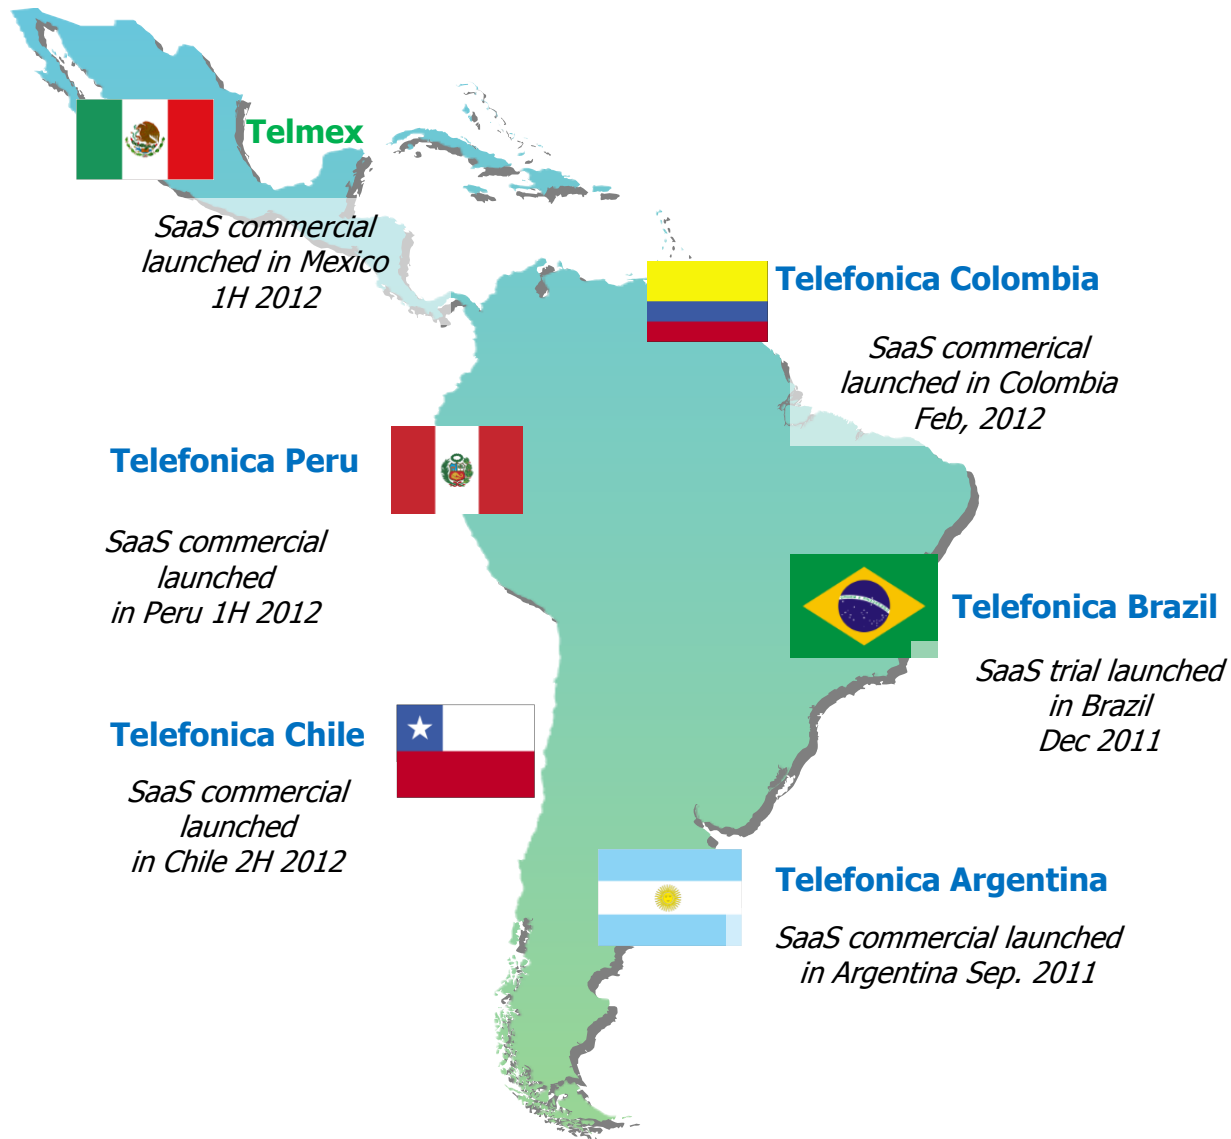 Telmex
SaaS commercial
launched in Mexico
1H 2012
Telefonica Colombia
SaaS commerical
launched in Colombia
Feb, 2012
Telefonica Peru
SaaS commercial
launched
in Peru 1H 2012
Telefonica Brazil
SaaS trial launched
in Brazil
Dec 2011
Telefonica Chile
SaaS commercial
launched
in Chile 2H 2012
Telefonica Argentina
SaaS commercial launched
in Argentina Sep. 2011